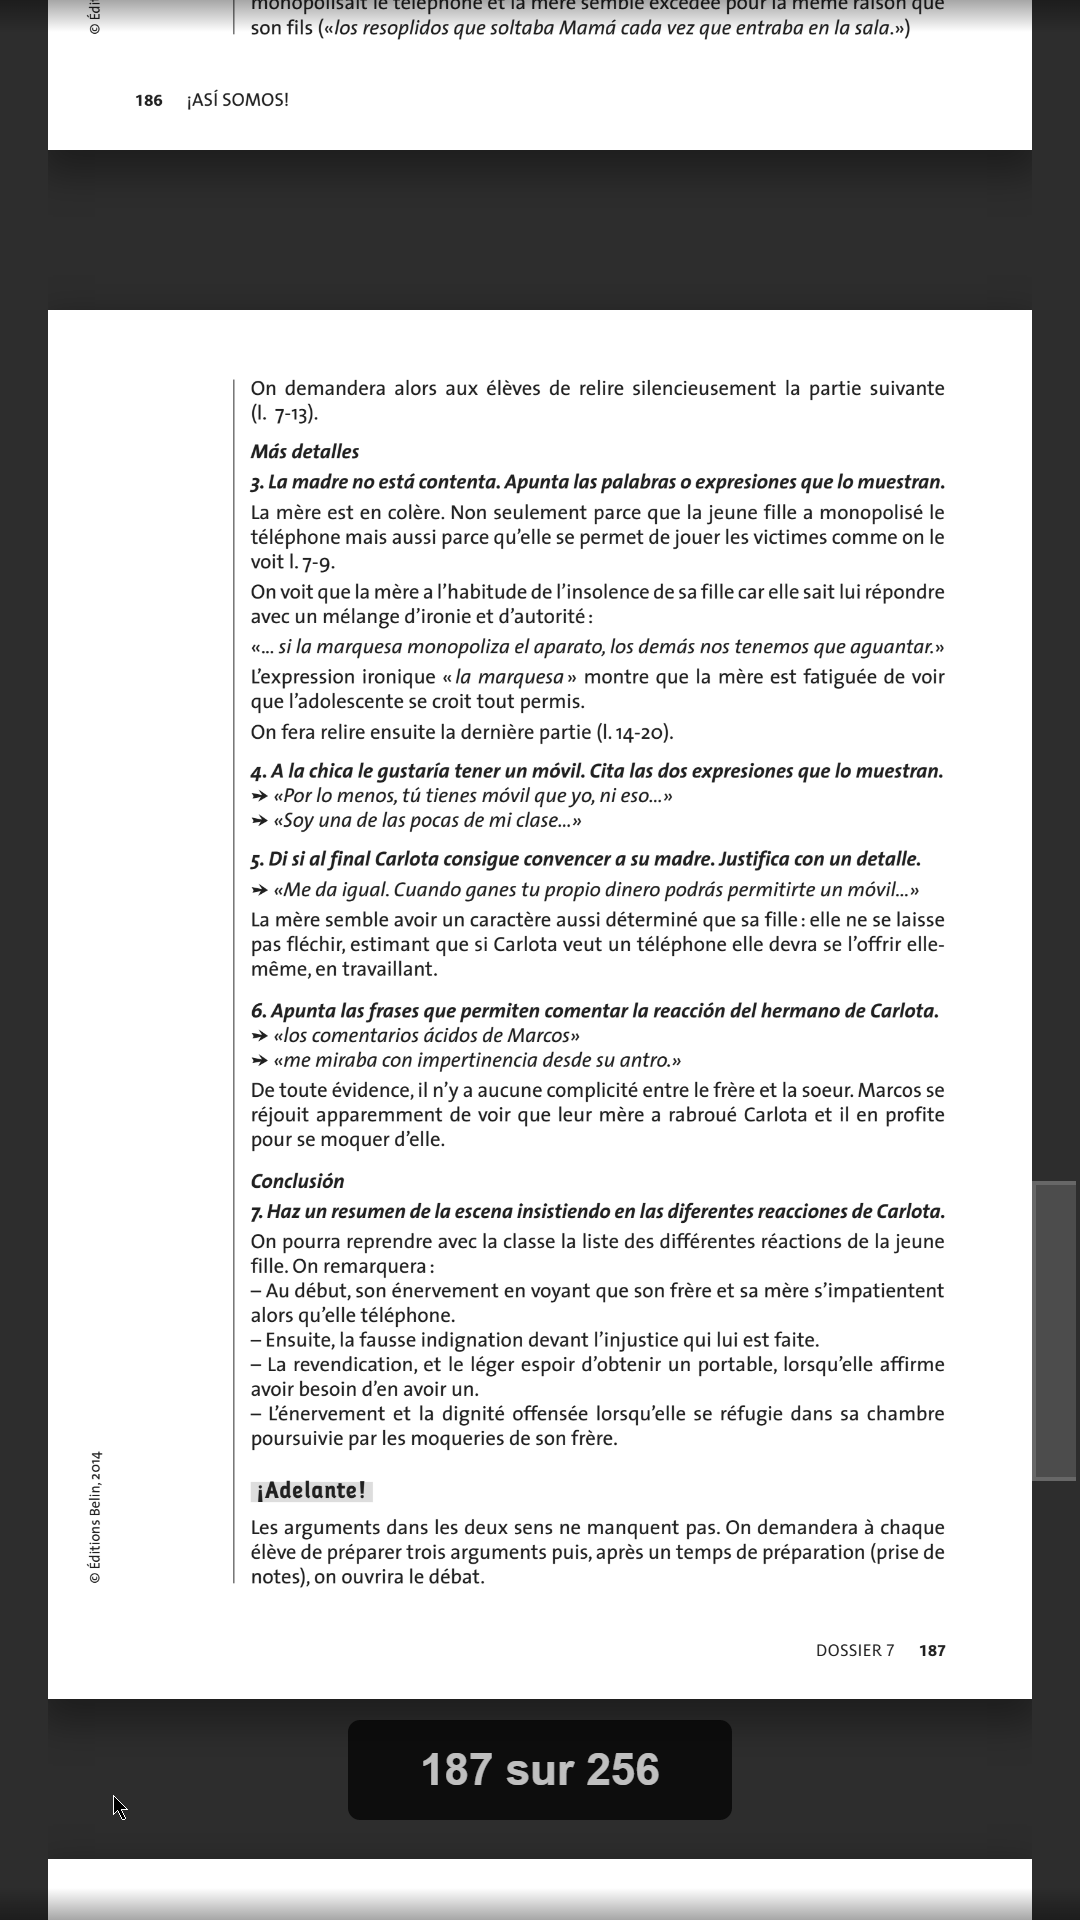 monopolisait le téléphone et la mère semble excédée pour la même raison que
son fils («los resoplidos que soltaba Mamá cada vez que entraba en la sala.»)
© Édi
186 ¡ASÍ SOMOS!
On demandera alors aux élèves de relire silencieusement la partie suivante
(l. 7-13).
Más detalles
3. La madre no está contenta. Apunta las palabras o expresiones que lo muestran.
La mère est en colère. Non seulement parce que la jeune fille a monopolisé le
téléphone mais aussi parce qu’elle se permet de jouer les victimes comme on le
voit l. 7-9.
On voit que la mère a l’habitude de l’insolence de sa fille car elle sait lui répondre
avec un mélange d’ironie et d’autorité :
«... si la marquesa monopoliza el aparato, los demás nos tenemos que aguantar.»
L’expression ironique « la marquesa » montre que la mère est fatiguée de voir
que l’adolescente se croit tout permis.
On fera relire ensuite la dernière partie (l. 14-20).
4. A la chica le gustaría tener un móvil. Cita las dos expresiones que lo muestran.
➳ «Por lo menos, tú tienes móvil que yo, ni eso...»
➳ «Soy una de las pocas de mi clase...»
5. Di si al final Carlota consigue convencer a su madre. Justifica con un detalle.
➳ «Me da igual. Cuando ganes tu propio dinero podrás permitirte un móvil...»
La mère semble avoir un caractère aussi déterminé que sa fille : elle ne se laisse
pas fléchir, estimant que si Carlota veut un téléphone elle devra se l’offrir elle-
même, en travaillant.
6. Apunta las frases que permiten comentar la reacción del hermano de Carlota.
➳ «los comentarios ácidos de Marcos»
➳ «me miraba con impertinencia desde su antro.»
De toute évidence, il n’y a aucune complicité entre le frère et la soeur. Marcos se
réjouit apparemment de voir que leur mère a rabroué Carlota et il en profite
pour se moquer d’elle.
Conclusión
7. Haz un resumen de la escena insistiendo en las diferentes reacciones de Carlota.
On pourra reprendre avec la classe la liste des différentes réactions de la jeune
fille. On remarquera :
– Au début, son énervement en voyant que son frère et sa mère s’impatientent
alors qu’elle téléphone.
– Ensuite, la fausse indignation devant l’injustice qui lui est faite.
– La revendication, et le léger espoir d’obtenir un portable, lorsqu’elle affirme
avoir besoin d’en avoir un.
– L’énervement et la dignité offensée lorsqu’elle se réfugie dans sa chambre
poursuivie par les moqueries de son frère.
¡Adelante!
Les arguments dans les deux sens ne manquent pas. On demandera à chaque
élève de préparer trois arguments puis, après un temps de préparation (prise de
notes), on ouvrira le débat.
© Éditions Belin, 2014
DOSSIER 7 187
187 sur 256